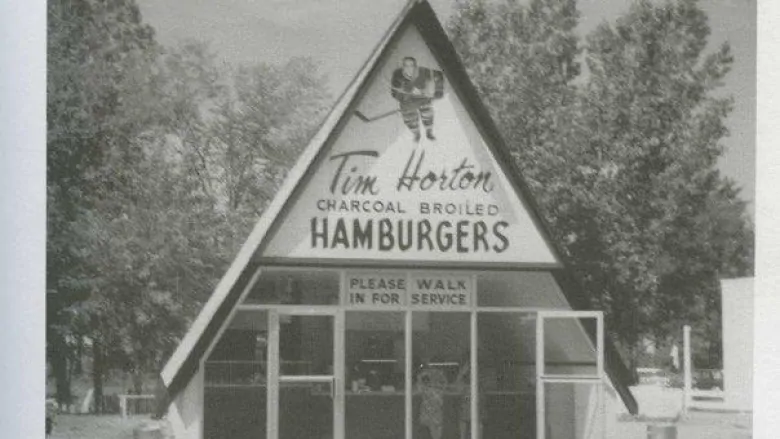 Tim Horton
CHARCOAL BROILED
HAMBURGERS
PLEASE WALK
IN FOR SERVICE